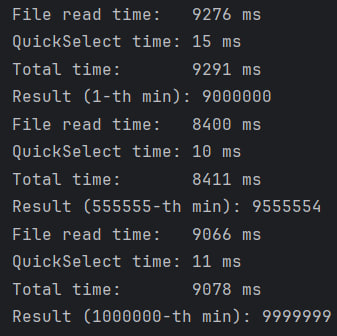 File read time:   9276 ms
QuickSelect time: 15 ms
Total time:       9291 ms
Result (1-th min): 9000000
File read time:   8400 ms
QuickSelect time: 10 ms
Total time:       8411 ms
Result (555555-th min): 9555554
File read time:   9066 ms
QuickSelect time: 11 ms
Total time:       9078 ms
Result (1000000-th min): 9999999